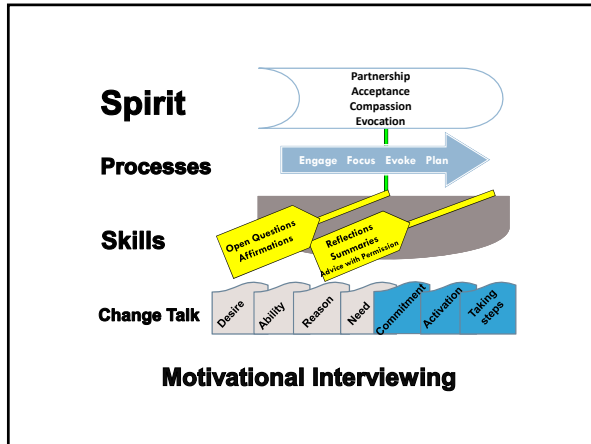 Partnership
Acceptance
Compassion
Evocation
Spirit
Processes
Engage Focus Evoke Plan
Skills
Open Questions
Affirmations
Reflections
Summaries
Advice with Permission
Change Talk
Desire
Ability
Reason
Need
Commitment
Activation
Taking
steps
Motivational Interviewing